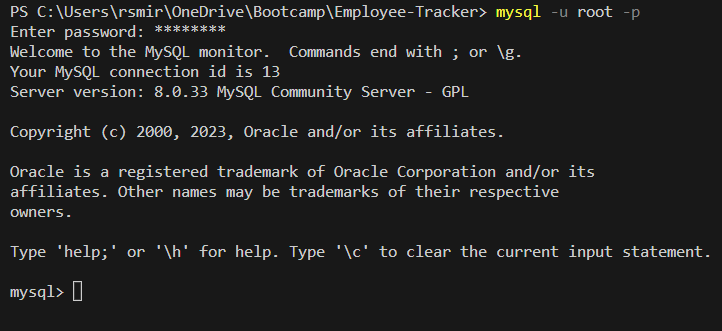 PS C:\Users\rsmir\OneDrive\Bootcamp\Employee-Tracker> mysql -u root -p
Enter password: ********
Welcome to the MySQL monitor.  Commands end with ; or \g.
Your MySQL connection id is 13
Server version: 8.0.33 MySQL Community Server - GPL

Copyright (c) 2000, 2023, Oracle and/or its affiliates.

Oracle is a registered trademark of Oracle Corporation and/or its
affiliates. Other names may be trademarks of their respective
owners.

Type 'help;' or '\h' for help. Type '\c' to clear the current input statement.

mysql>